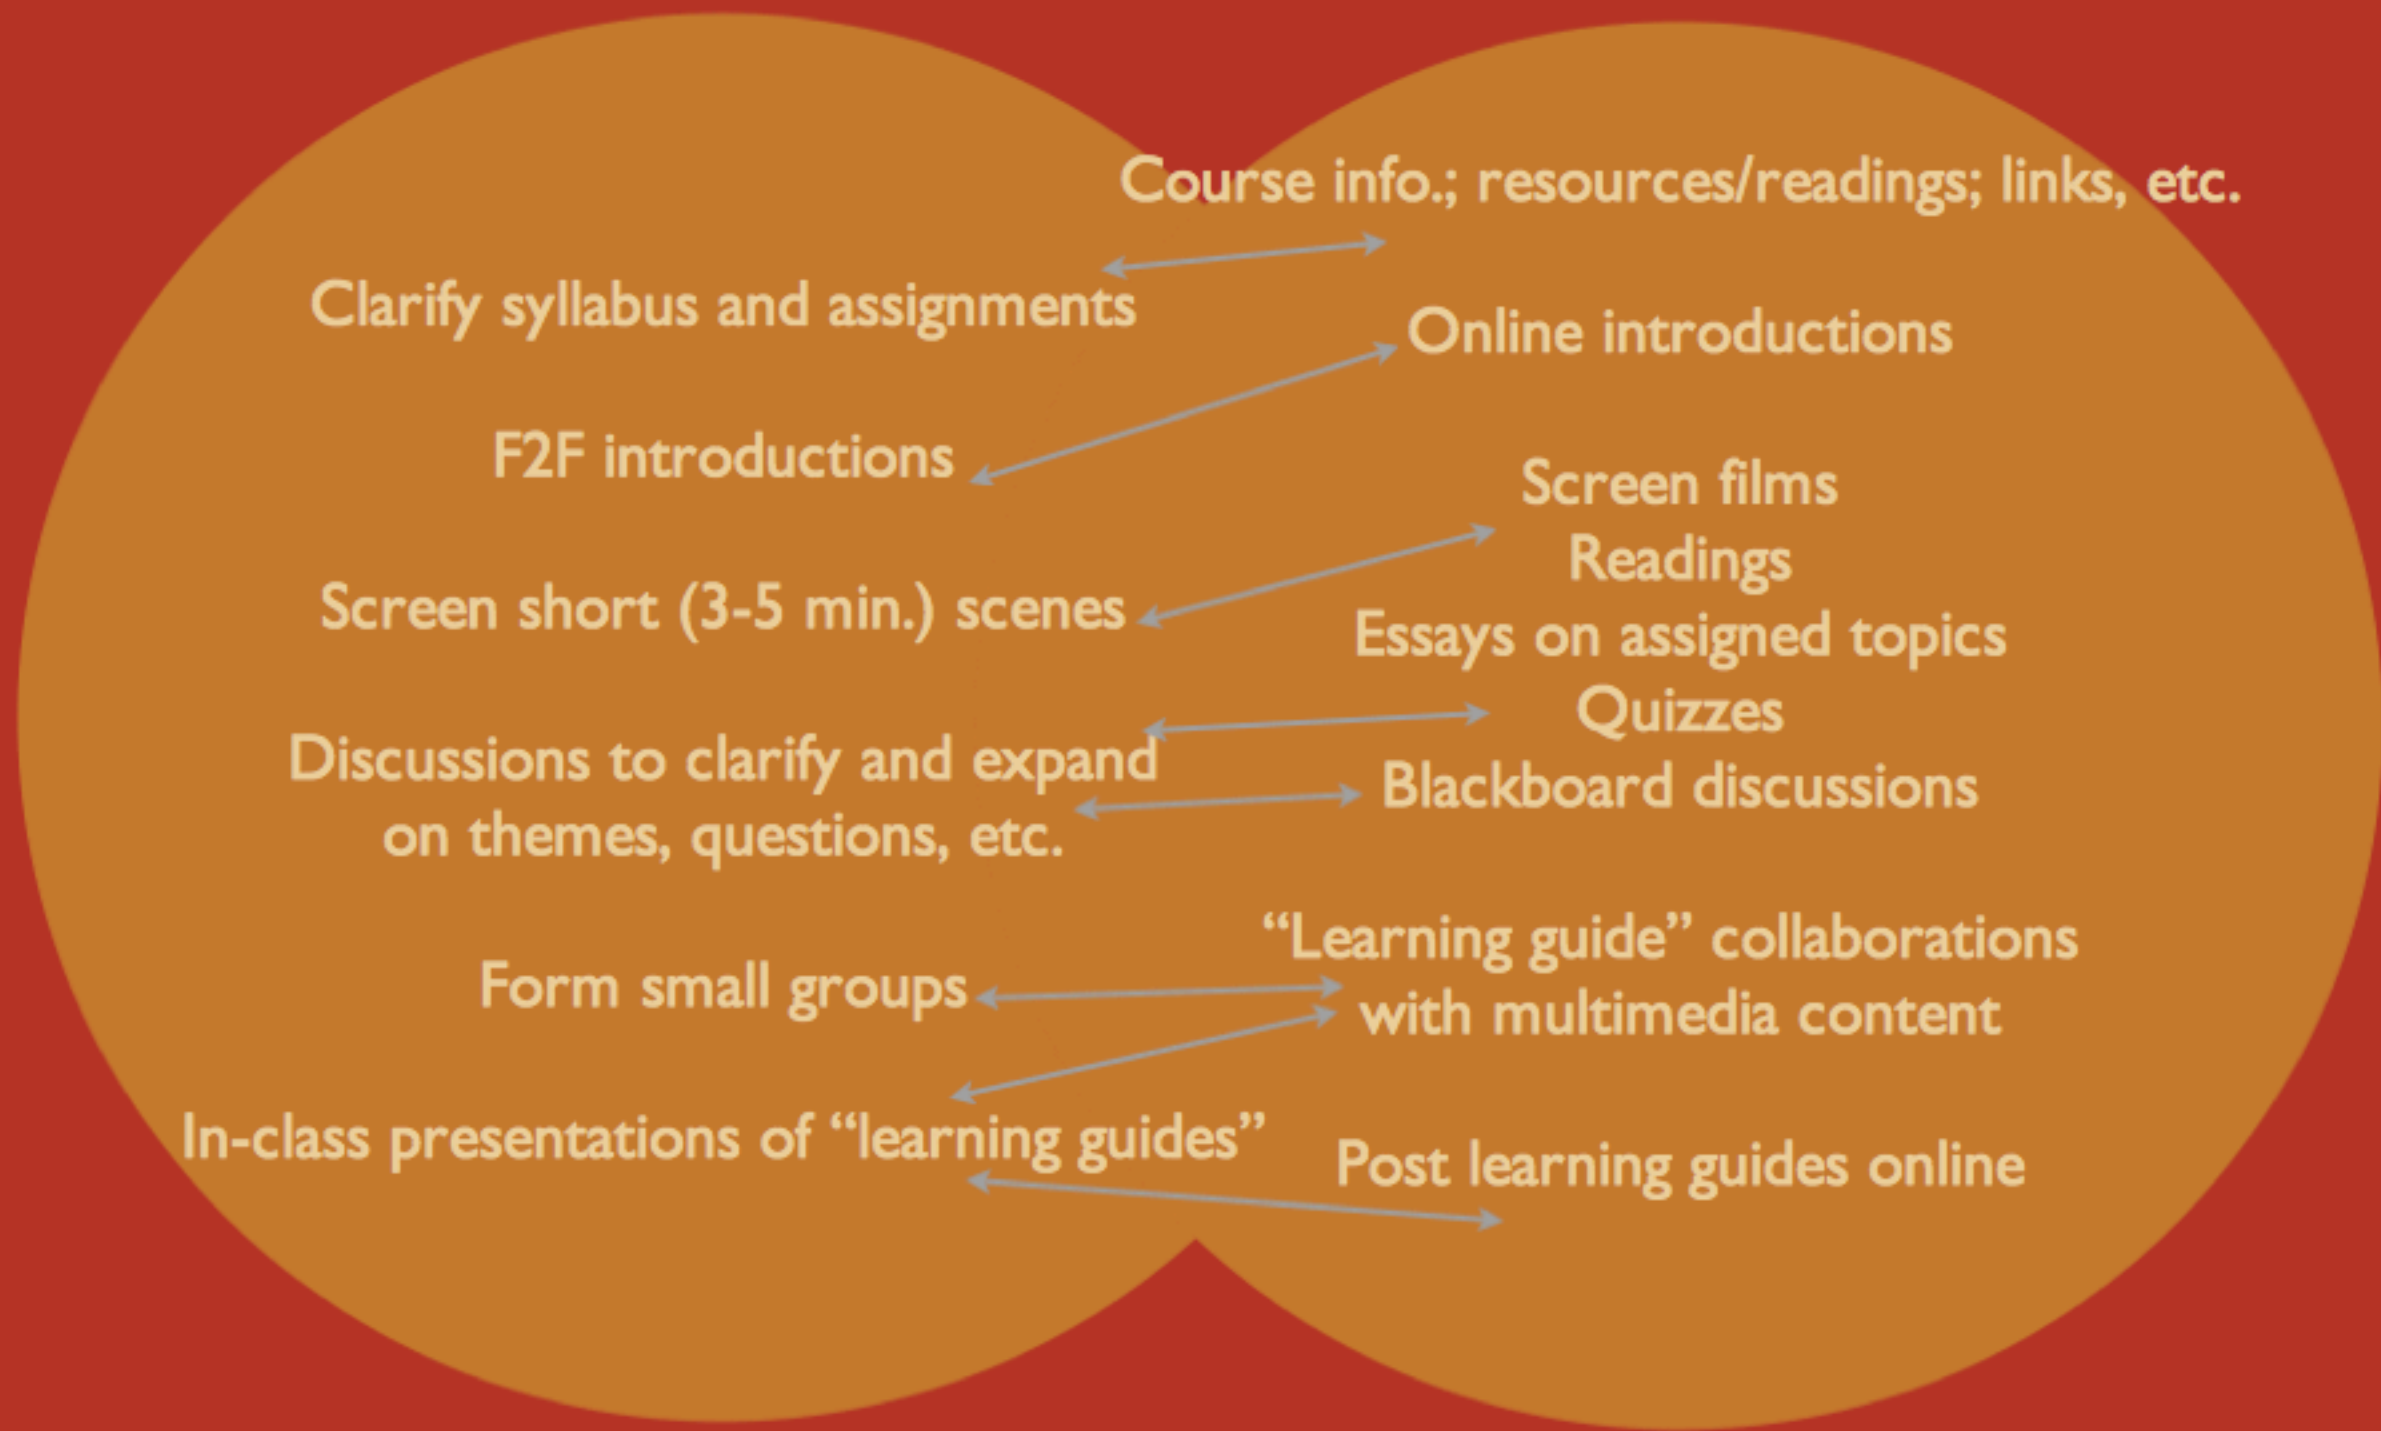 Clarify syllabus and assignments
F2F introductions
Screen short (3-5 min.) scenes
Discussions to clarify and expand
on themes, questions, etc.
Form small groups
In-class presentations of “learning guides”
Course info.; resources/readings; links, etc.
Online introductions
Screen films
Readings
Essays on assigned topics
Quizzes
Blackboard discussions
“Learning guide” collaborations
with multimedia content
Post learning guides online